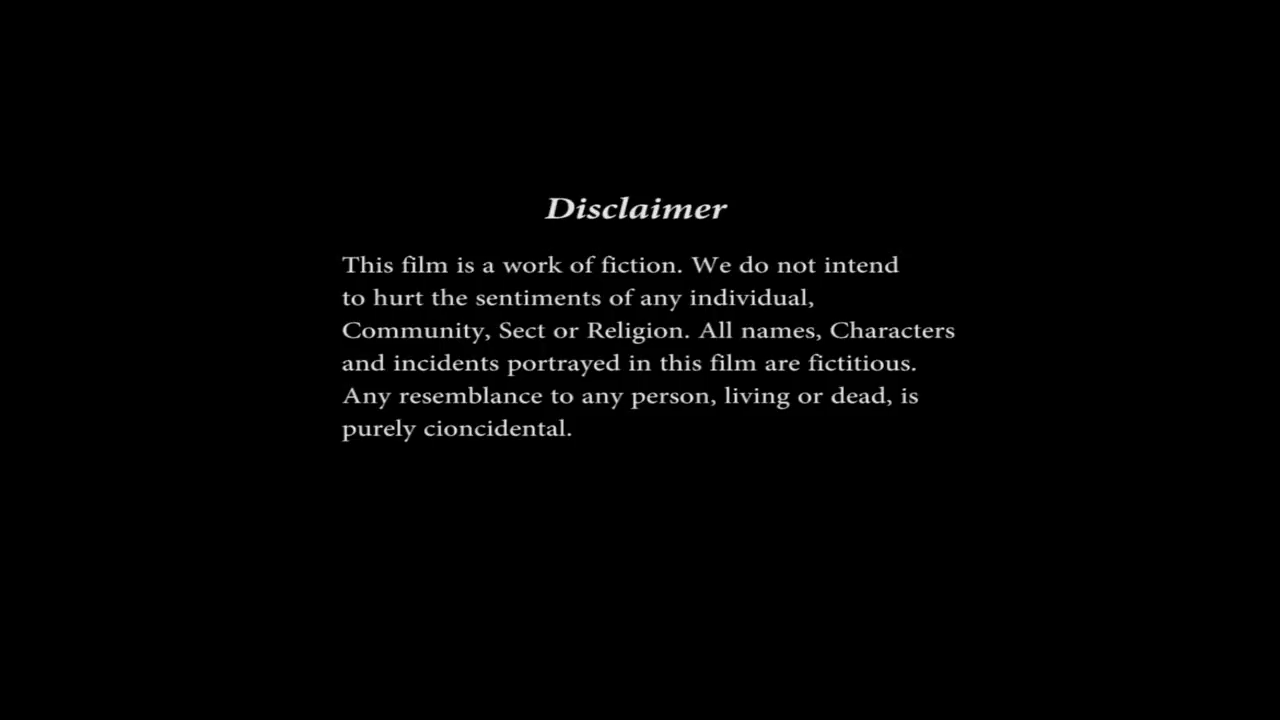 Disclaimer
This film is a work of fiction. We do not intend
to hurt the sentiments of any individual,
Community, Sect or Religion. All names, Characters
and incidents portrayed in this film are fictitious.
Any resemblance to any person, living or dead, is
purely cioncidental.